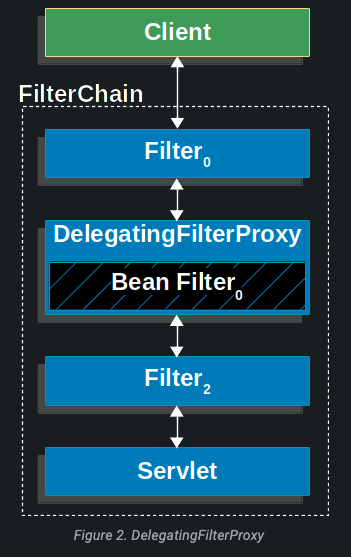 Client
FilterChain
Filter0
DelegatingFilterProxy
Bean Filter0
Filter2
Servlet
Figure 2. DelegatingFilterProxy